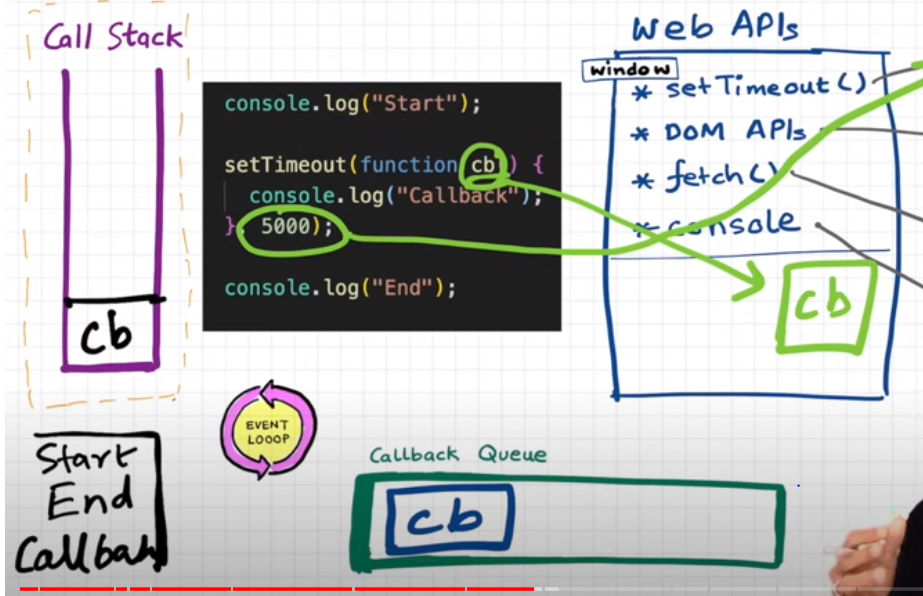 Call Stack
cb
console.log("Start");
setTimeout(function cb() {
console.log("Callback");
}, 5000);
console.log("End");
Web APIs
window
* setTimeout()
* DOM APIs
* fetch()
* console
cb
EVENT
LOOOP
Callback Queue
cb
Start
End
Callback